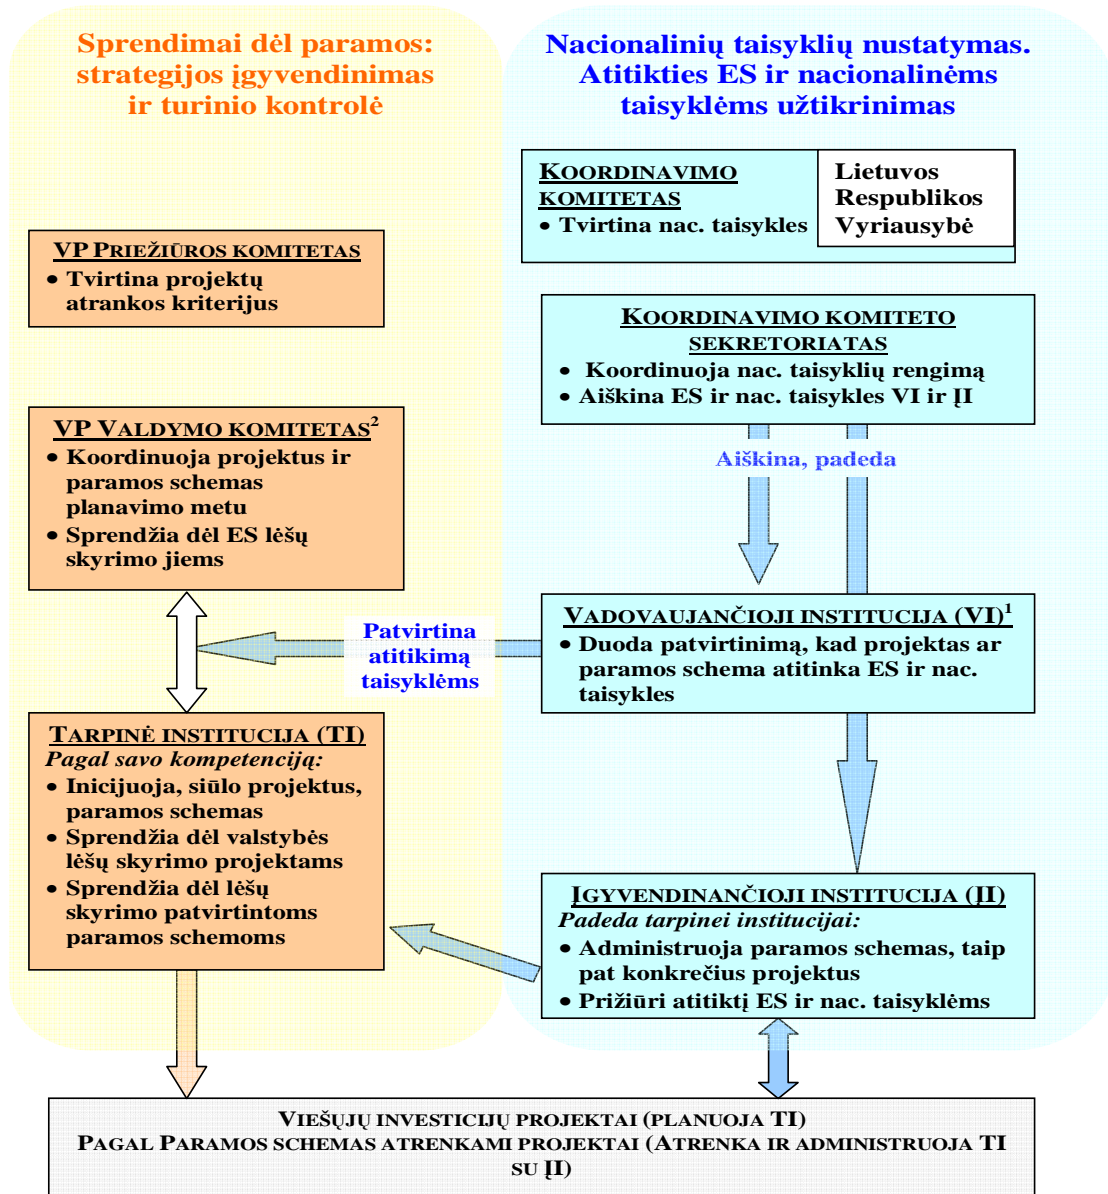 Sprendimai dėl paramos:
strategijos įgyvendinimas
ir turinio kontrolė
Nacionalinių taisyklių nustatymas.
Atitikties ES ir nacionalinėms
taisyklėms užtikrinimas
KOORDINAVIMO
KOMITETAS
• Tvirtina nac. taisykles
Lietuvos
Respublikos
Vyriausybė
VP PRIEŽIŪROS KOMITETAS
• Tvirtina projektų
atrankos kriterijus
KOORDINAVIMO KOMITETO
SEKRETORIATAS
• Koordinuoja nac. taisyklių rengimą
• Aiškina ES ir nac. taisykles VI ir ĮI
VP VALDYMO KOMITETAS²
• Koordinuoja projektus ir
paramos schemas
planavimo metu
• Sprendžia dėl ES lėšų
skyrimo jiems
Aiškina, padeda
Patvirtina
atitikimą
taisyklėms
VADOVAUJANČIOJI INSTITUCIJA (VI)¹
• Duoda patvirtinimą, kad projektas ar
paramos schema atitinka ES ir nac.
taisykles
TARPINĖ INSTITUCIJA (TI)
Pagal savo kompetenciją:
• Inicijuoja, siūlo projektus,
paramos schemas
• Sprendžia dėl valstybės
lėšų skyrimo projektams
• Sprendžia dėl lėšų
skyrimo patvirtintoms
paramos schemoms
ĮGYVENDINANČIOJI INSTITUCIJA (ĮI)
Padeda tarpinei institucijai:
• Administruoja paramos schemas, taip
pat konkrečius projektus
• Prižiūri atitiktį ES ir nac. taisyklėms
VIEŠŲJŲ INVESTICIJŲ PROJEKTAI (PLANUOJA TI)
PAGAL PARAMOS SCHEMAS ATRENKAMI PROJEKTAI (ATRENKA IR ADMINISTRUOJA TI
SU ĮI)